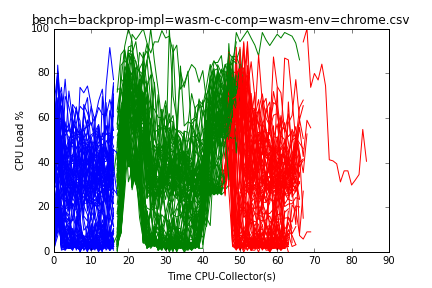 bench=backprop-impl=wasm-c-comp=wasm-env=chrome.csv
100
80
60
40
20
0
CPU Load %
0 10 20 30 40 50 60 70 80 90
Time CPU-Collector(s)